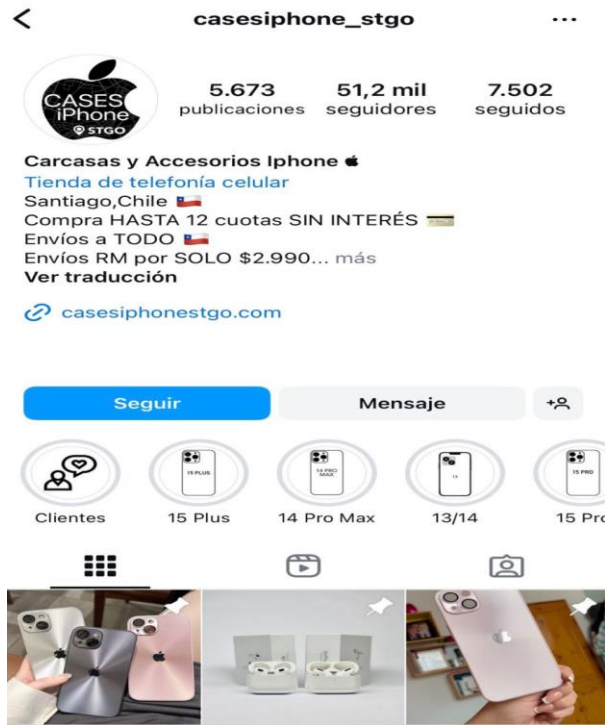 casesiphone_stgo
CASES
iPhone
STGO
5.673 51,2 mil 7.502
publicaciones seguidores seguidos
Carcasas y Accesorios Iphone
Tienda de telefonía celular
Santiago,Chile 🇨🇱
Compra HASTA 12 cuotas SIN INTERÉS 💳
Envíos a TODO 🇨🇱
Envíos RM por SOLO $2.990... más
Ver traducción
casesiphonestgo.com
Seguir Mensaje
15 PLUS 14 PRO MAX 13 15 PRO
Clientes 15 Plus 14 Pro Max 13/14 15 Pro